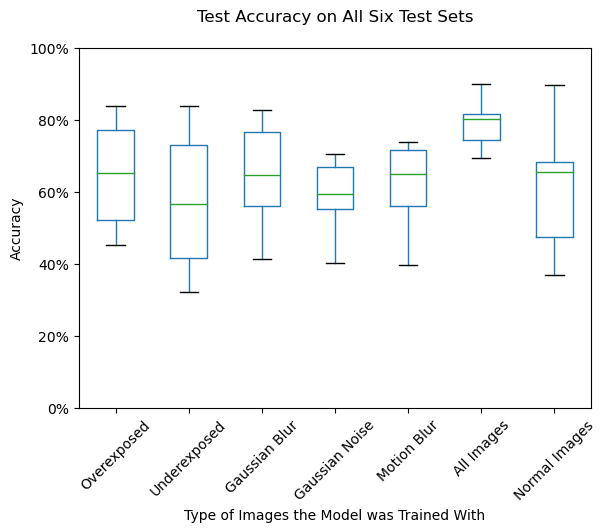 Test Accuracy on All Six Test Sets
100%
80%
60%
40%
20%
0%
Accuracy
Overexposed
Underexposed
Gaussian Blur
Gaussian Noise
Motion Blur
All Images
Normal Images
Type of Images the Model was Trained With